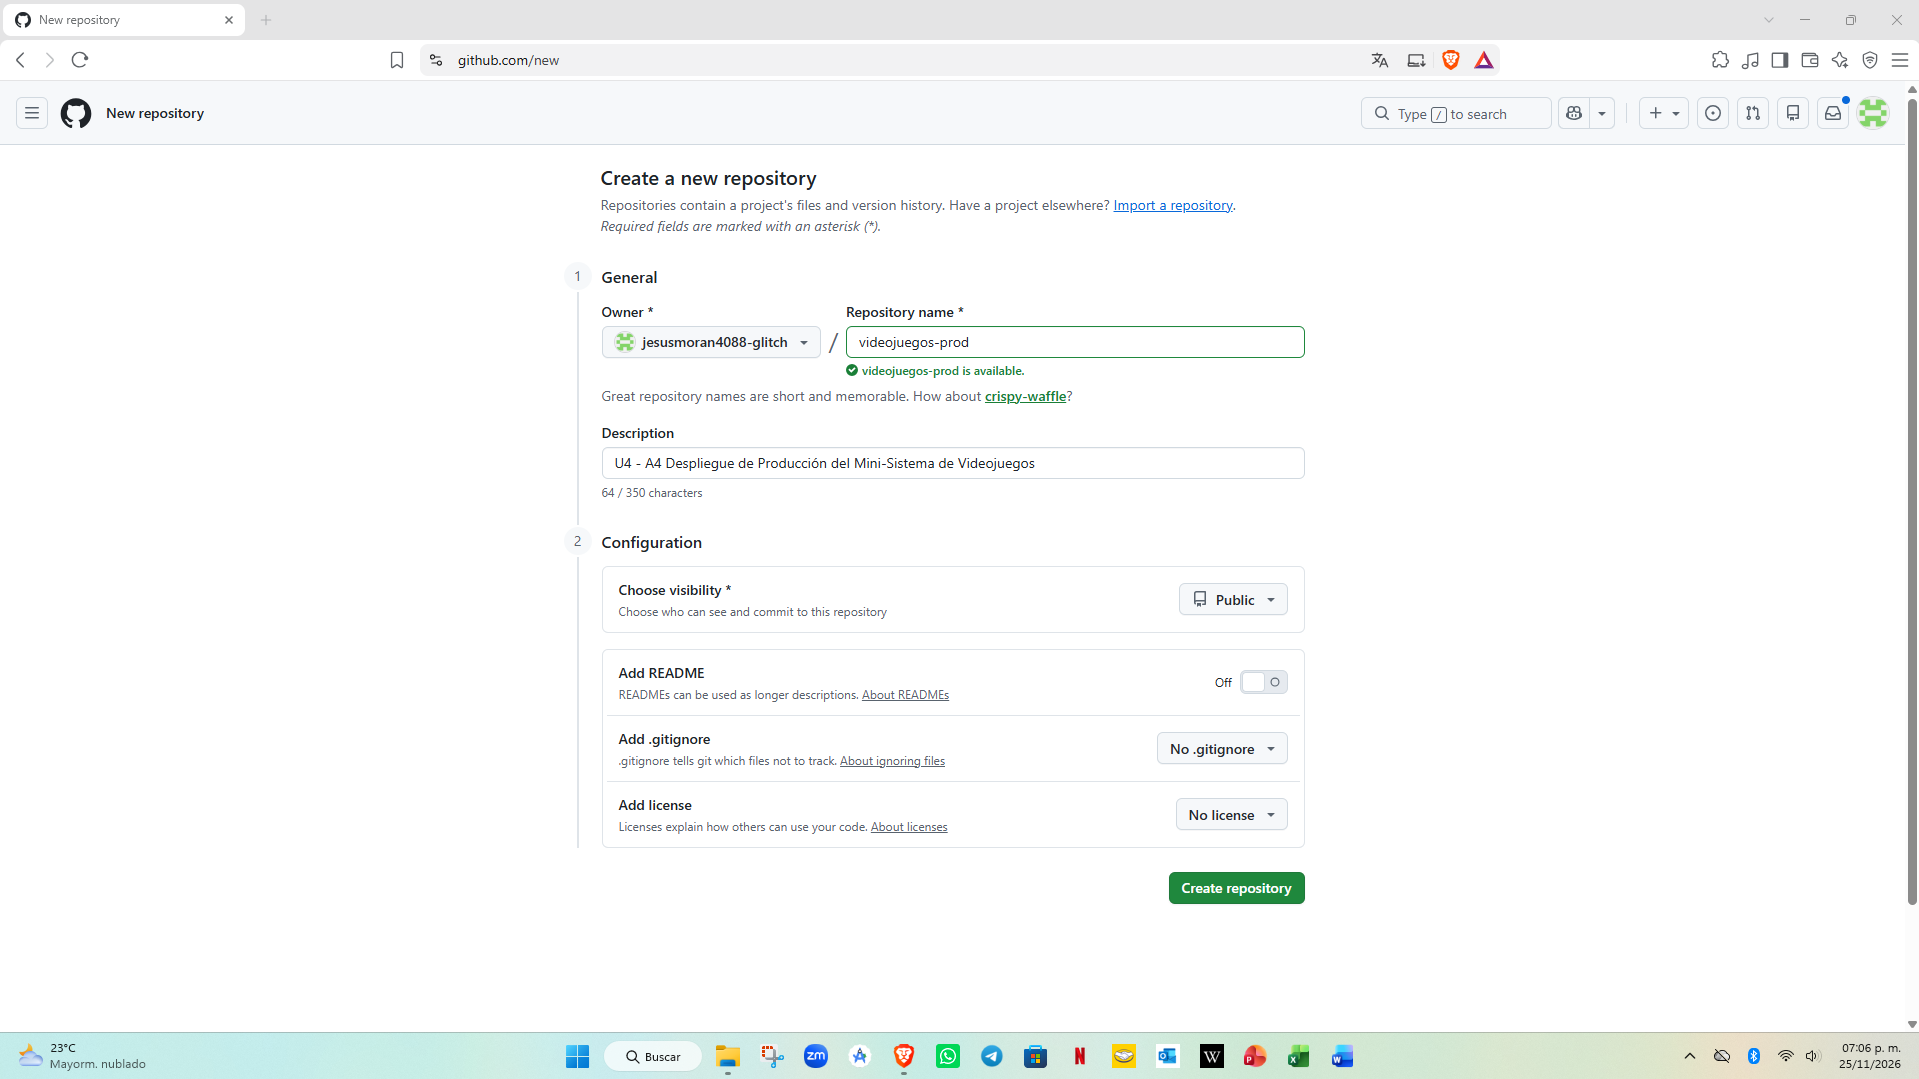 New repository
github.com/new
New repository
Type / to search
Create a new repository
Repositories contain a project's files and version history. Have a project elsewhere? Import a repository.
Required fields are marked with an asterisk (*).
1 General
Owner *
Repository name *
jesusmoran4088-glitch
/
videojuegos-prod
videojuegos-prod is available.
Great repository names are short and memorable. How about crispy-waffle?
Description
U4 - A4 Despliegue de Producción del Mini-Sistema de Videojuegos
64 / 350 characters
2 Configuration
Choose visibility *
Choose who can see and commit to this repository
Public
Add README
READMEs can be used as longer descriptions. About READMEs
Off
Add .gitignore
.gitignore tells git which files not to track. About ignoring files
No .gitignore
Add license
Licenses explain how others can use your code. About licenses
No license
Create repository
23°C
Mayorm. nublado
Buscar
zm
N
W
07:06 p. m.
25/11/2026